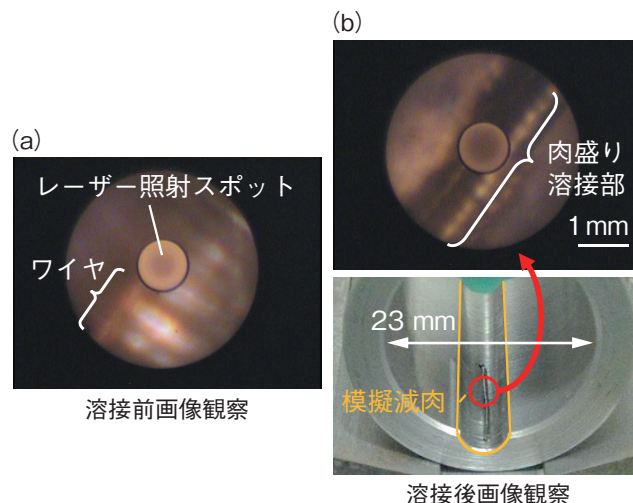 (a)
レーザー照射スポット
ワイヤ
溶接前画像観察
(b)
肉盛り
溶接部
1 mm
23 mm
模擬減肉
溶接後画像観察